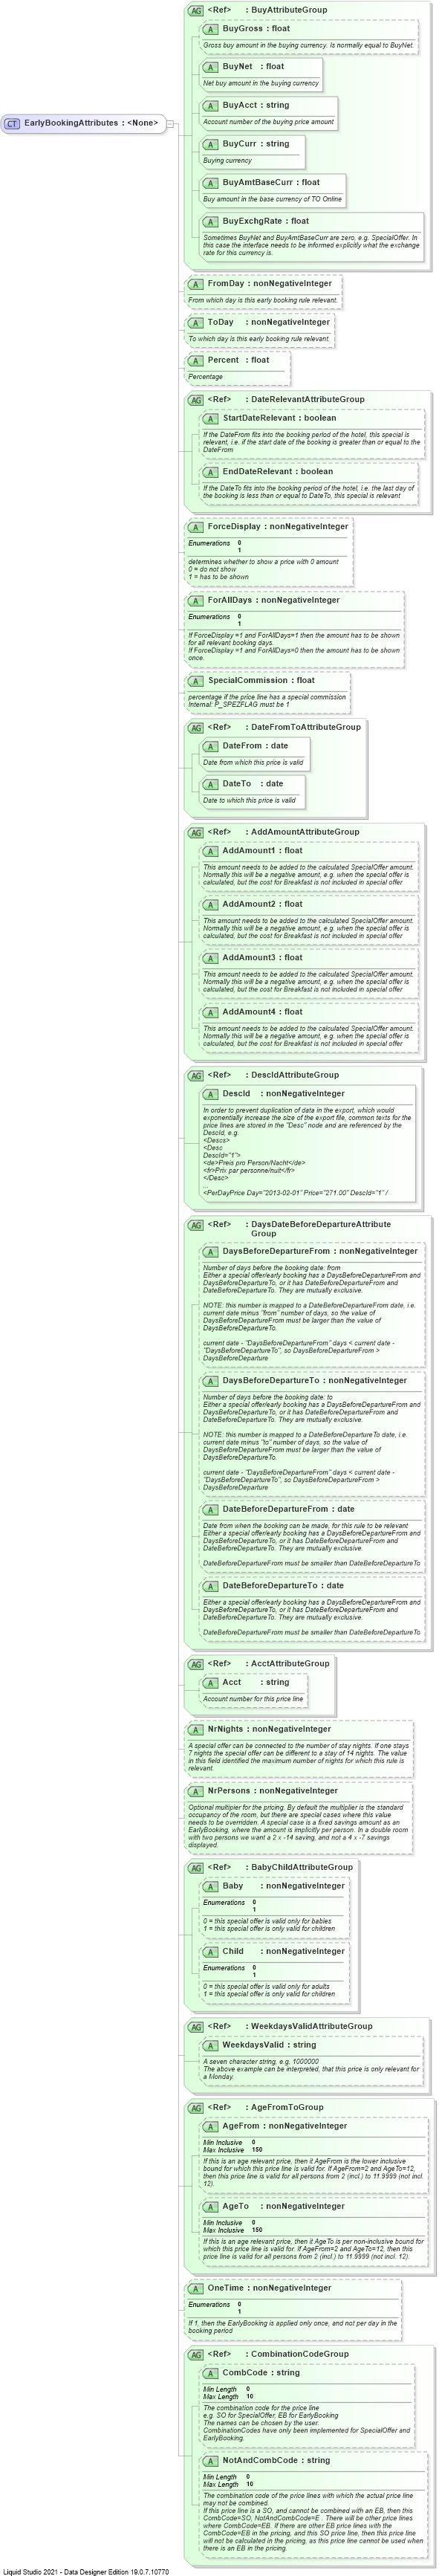 AG <Ref> : BuyAttributeGroup
A BuyGross : float
Gross buy amount in the buying currency. Is normally equal to BuyNet.
A BuyNet : float
Net buy amount in the buying currency
A BuyAcct : string
Account number of the buying price amount
CT EarlyBookingAttributes : <None>
A BuyCurr : string
Buying currency
A BuyAmtBaseCurr : float
Buy amount in the base currency of TO Online
A BuyExchgRate : float
Sometimes BuyNet and BuyAmtBaseCurr are zero, e.g. SpecialOffer. In
this case the interface needs to be informed explicitly what the exchange
rate for this currency is.
A FromDay : nonNegativeInteger
From which day is this early booking rule relevant.
A ToDay : nonNegativeInteger
To which day is this early booking rule relevant.
A Percent : float
Percentage
AG <Ref> : DateRelevantAttributeGroup
A StartDateRelevant : boolean
If the DateFrom fits into the booking period of the hotel, this special is
relevant, i.e. if the start date of the booking is greater than or equal to the
DateFrom
A EndDateRelevant : boolean
If the DateTo fits into the booking period of the hotel, i.e. the last day of
the booking is less than or equal to DateTo, this special is relevant
A ForceDisplay : nonNegativeInteger
Enumerations 0
1
determines whether to show a price with 0 amount
0 = do not show
1 = has to be shown
A ForAllDays : nonNegativeInteger
Enumerations 0
1
If ForceDisplay =1 and ForAllDays=1 then the amount has to be shown
for all relevant booking days.
If ForceDisplay =1 and ForAllDays=0 then the amount has to be shown
once.
A SpecialCommission : float
percentage if the price line has a special commission
Internal: P_SPEZFLAG must be 1
AG <Ref> : DateFromToAttributeGroup
A DateFrom : date
Date from which this price is valid
A DateTo : date
Date to which this price is valid
AG <Ref> : AddAmountAttributeGroup
A AddAmount1 : float
This amount needs to be added to the calculated SpecialOffer amount.
Normally this will be a negative amount, e.g. when the special offer is
calculated, but the cost for Breakfast is not included in special offer
A AddAmount2 : float
This amount needs to be added to the calculated SpecialOffer amount.
Normally this will be a negative amount, e.g. when the special offer is
calculated, but the cost for Breakfast is not included in special offer
A AddAmount3 : float
This amount needs to be added to the calculated SpecialOffer amount.
Normally this will be a negative amount, e.g. when the special offer is
calculated, but the cost for Breakfast is not included in special offer
A AddAmount4 : float
This amount needs to be added to the calculated SpecialOffer amount.
Normally this will be a negative amount, e.g. when the special offer is
calculated, but the cost for Breakfast is not included in special offer
AG <Ref> : DescIdAttributeGroup
A DescId : nonNegativeInteger
In order to prevent duplication of data in the export, which would
exponentially increase the size of the export file, common texts for the
price lines are stored in the "Desc" node and are referenced by the
DescId, e.g.
<Descs>
<Desc
DescId="1">
<de>Preis pro Person/Nacht</de>
<fr>Prix par personne/nuit</fr>
</Desc>
...
<PerDayPrice Day="2013-02-01" Price="271.00" DescId="1" /
AG <Ref> : DaysDateBeforeDepartureAttribute
Group
A DaysBeforeDepartureFrom : nonNegativeInteger
Number of days before the booking date: from
Either a special offer/early booking has a DaysBeforeDepartureFrom and
DaysBeforeDepartureTo, or it has DateBeforeDepartureFrom and
DateBeforeDepartureTo. They are mutually exclusive.
NOTE: this number is mapped to a DateBeforeDepartureFrom date, i.e.
current date minus "from" number of days, so the value of
DaysBeforeDepartureFrom must be larger than the value of
DaysBeforeDepartureTo.
current date - "DaysBeforeDepartureFrom" days < current date -
"DaysBeforeDepartureTo", so DaysBeforeDepartureFrom >
DaysBeforeDeparture
A DaysBeforeDepartureTo : nonNegativeInteger
Number of days before the booking date: to
Either a special offer/early booking has a DaysBeforeDepartureFrom and
DaysBeforeDepartureTo, or it has DateBeforeDepartureFrom and
DateBeforeDepartureTo. They are mutually exclusive.
NOTE: this number is mapped to a DateBeforeDepartureTo date, i.e.
current date minus "to" number of days, so the value of
DaysBeforeDepartureFrom must be larger than the value of
DaysBeforeDepartureTo.
current date - "DaysBeforeDepartureFrom" days < current date -
"DaysBeforeDepartureTo", so DaysBeforeDepartureFrom >
DaysBeforeDeparture
A DateBeforeDepartureFrom : date
Date from when the booking can be made, for this rule to be relevant
Either a special offer/early booking has a DaysBeforeDepartureFrom and
DaysBeforeDepartureTo, or it has DateBeforeDepartureFrom and
DateBeforeDepartureTo. They are mutually exclusive.
DateBeforeDepartureFrom must be smaller than DateBeforeDepartureTo
A DateBeforeDepartureTo : date
Either a special offer/early booking has a DaysBeforeDepartureFrom and
DaysBeforeDepartureTo, or it has DateBeforeDepartureFrom and
DateBeforeDepartureTo. They are mutually exclusive.
DateBeforeDepartureFrom must be smaller than DateBeforeDepartureTo
AG <Ref> : AcctAttributeGroup
A Acct : string
Account number for this price line
A NrNights : nonNegativeInteger
A special offer can be connected to the number of stay nights. If one stays
7 nights the special offer can be different to a stay of 14 nights. The value
in this field identified the maximum number of nights for which this rule is
relevant.
A NrPersons : nonNegativeInteger
Optional multipier for the pricing. By default the multiplier is the standard
occupancy of the room, but there are special cases where this value
needs to be overriden. A special case is a fixed savings amount as an
EarlyBooking, where the amount is implicitly per person. In a double room
with two persons we want a 2 x -14 saving, and not a 4 x -7 savings
displayed.
AG <Ref> : BabyChildAttributeGroup
A Baby : nonNegativeInteger
Enumerations 0
1
0 = this special offer is valid only for babies
1 = this special offer is only valid for children
A Child : nonNegativeInteger
Enumerations 0
1
0 = this special offer is valid only for adults
1 = this special offer is only valid for children
AG <Ref> : WeekdaysValidAttributeGroup
A WeekdaysValid : string
A seven character string, e.g. 1000000
The above example can be interpreted, that this price is only relevant for
a Monday.
AG <Ref> : AgeFromToGroup
A AgeFrom : nonNegativeInteger
Min Inclusive 0
Max Inclusive 150
If this is an age relevant price, then it AgeFrom is the lower inclusive
bound for which this price line is valid for. If AgeFrom=2 and AgeTo=12,
then this price line is valid for all persons from 2 (incl.) to 11.9999 (not incl.
12).
A AgeTo : nonNegativeInteger
Min Inclusive 0
Max Inclusive 150
If this is an age relevant price, then it AgeTo is per non-inclusive bound for
which this price line is valid for. If AgeFrom=2 and AgeTo=12, then this
price line is valid for all persons from 2 (incl.) to 11.9999 (not incl. 12).
A OneTime : nonNegativeInteger
Enumerations 0
1
If 1, then the EarlyBooking is applied only once, and not per day in the
booking period
AG <Ref> : CombinationCodeGroup
A CombCode : string
Min Length 0
Max Length 10
The combination code for the price line
e.g. SO for SpecialOffer, EB for EarlyBooking
The names can be chosen by the user.
CombinationCodes have only been implemented for SpecialOffer and
EarlyBooking.
A NotAndCombCode : string
Min Length 0
Max Length 10
The combination code of the price lines with which the actual price line
may not be combined.
If this price line is a SO, and cannot be combined with an EB, then this
CombCode=SO, NotAndCombCode=E . There will be other price lines
where CombCode=EB. If there are other EB price lines with the
CombCode=EB in the pricing, and this SO price line, then this price line
will not be calculated in the pricing, as this price line cannot be used when
there is an EB in the pricing.
Liquid Studio 2021 - Data Designer Edition 19.0.7.10770